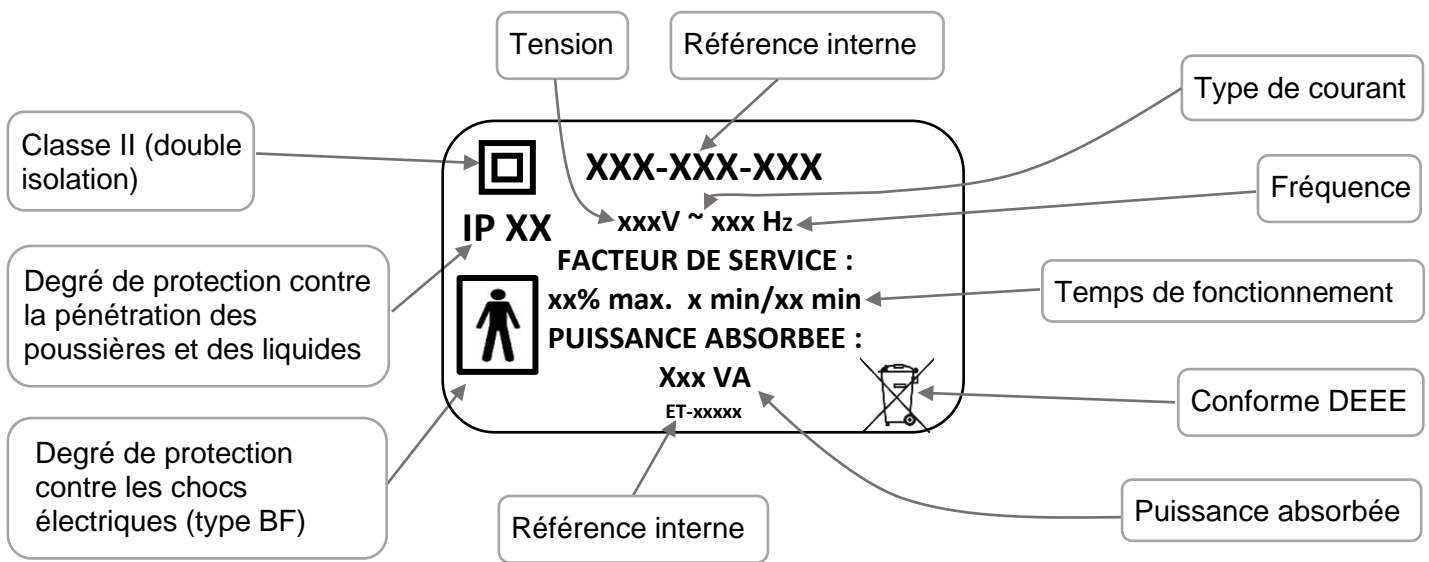 Tension
Référence interne
Type de courant
Classe II (double
isolation)
XXX-XXX-XXX
Fréquence
IP XX
xxxV ~ xxx Hz
FACTEUR DE SERVICE :
Degré de protection contre
la pénétration des
poussières et des liquides
xx% max. x min/xx min
Temps de fonctionnement
PUISSANCE ABSORBEE :
Xxx VA
Conforme DEEE
ET-xxxxx
Degré de protection
contre les chocs
électriques (type BF)
Référence interne
Puissance absorbée